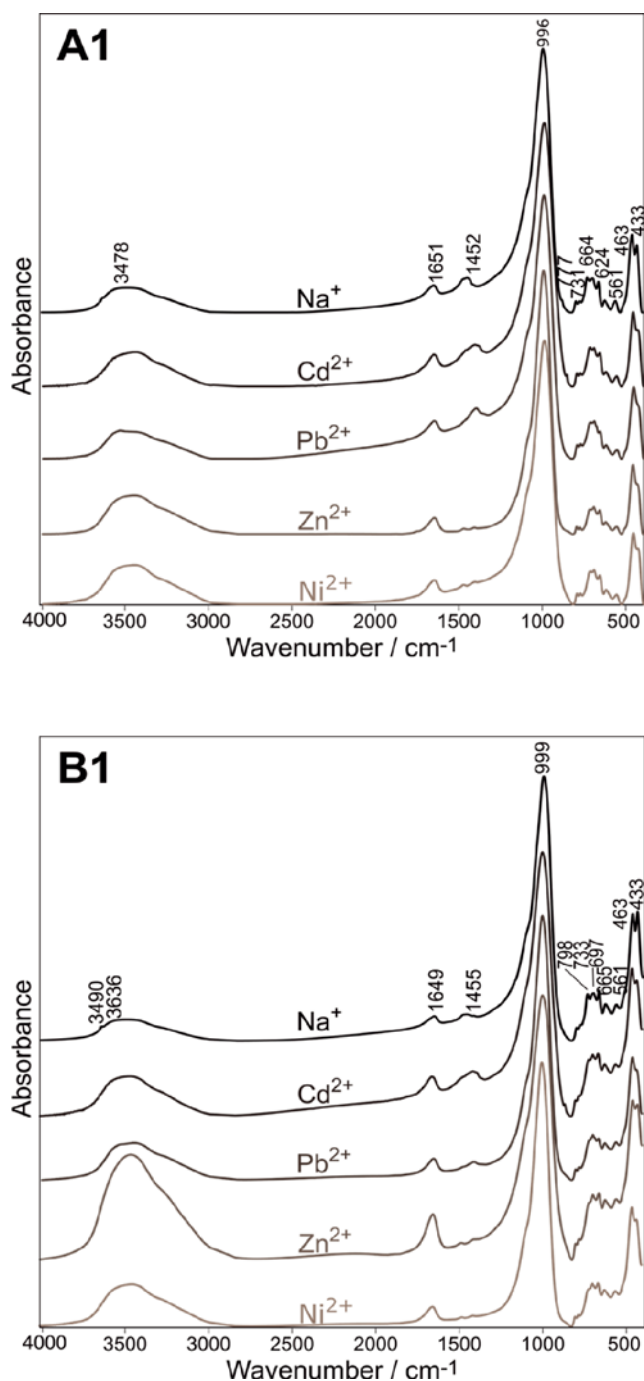 A1
996
3478
1651
1452
777
731
664
624
561
463
433
Na+
Cd2+
Pb2+
Zn2+
Ni2+
Absorbance
4000 3500 3000 2500 2000 1500 1000 500
Wavenumber / cm-1
B1
999
3490
3636
1649
1455
798
733
697
665
561
463
433
Na+
Cd2+
Pb2+
Zn2+
Ni2+
Absorbance
4000 3500 3000 2500 2000 1500 1000 500
Wavenumber / cm-1